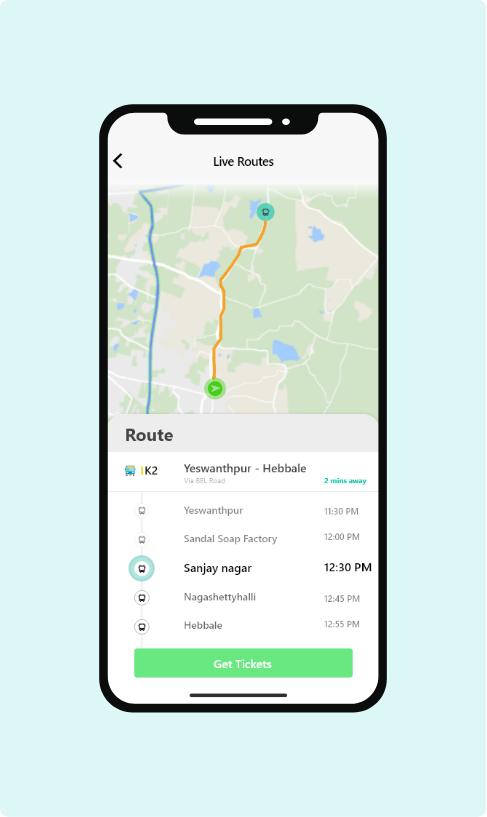 Live Routes
Route
K2
Yeswanthpur - Hebbale
Via BEL Road
2 mins away
Yeswanthpur
11:30 PM
Sandal Soap Factory
12:00 PM
Sanjay nagar
12:30 PM
Nagashettyhalli
12:45 PM
Hebbale
12:55 PM
Get Tickets